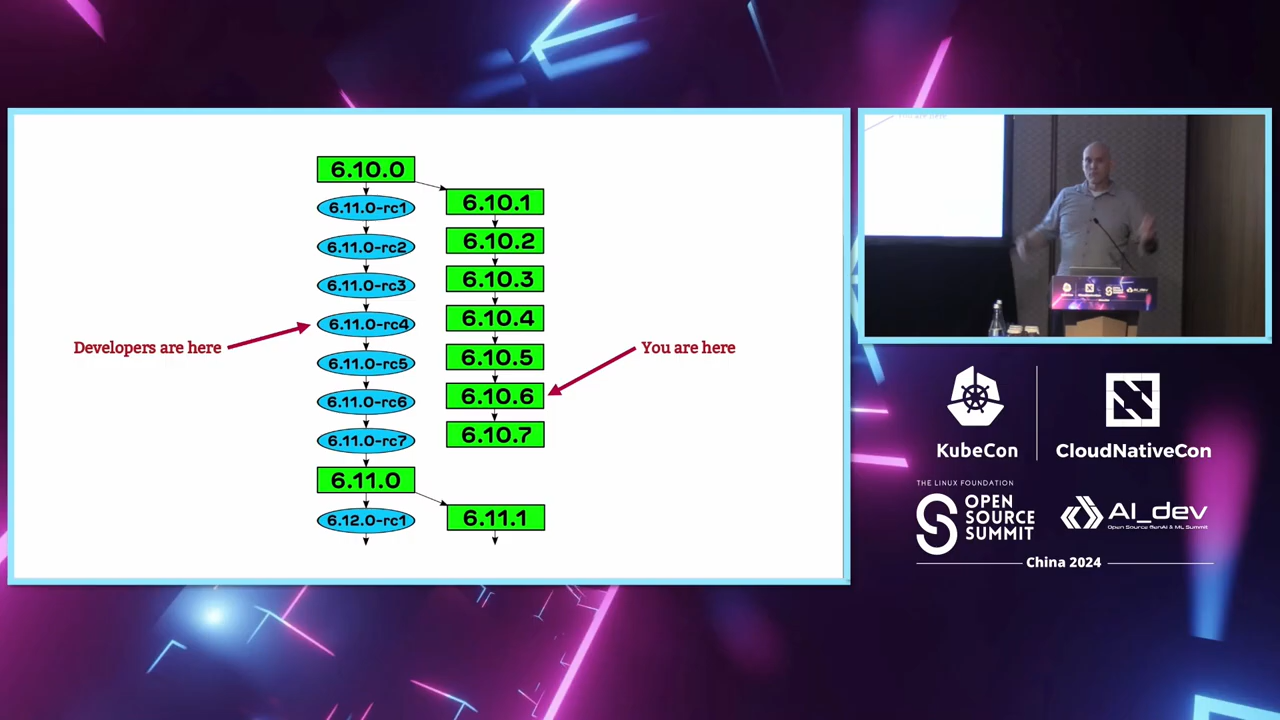 6.10.0
6.10.1
6.11.0-rc1
6.10.2
6.11.0-rc2
6.10.3
6.11.0-rc3
6.10.4
6.11.0-rc4
Developers are here
You are here
6.10.5
6.11.0-rc5
6.10.6
6.11.0-rc6
6.10.7
6.11.0-rc7
6.11.0
6.11.1
6.12.0-rc1
You are here
KubeCon
CloudNativeCon
THE LINUX FOUNDATION
OPEN
SOURCE
SUMMIT
AI_dev
Open Source GenAI & ML Summit
China 2024